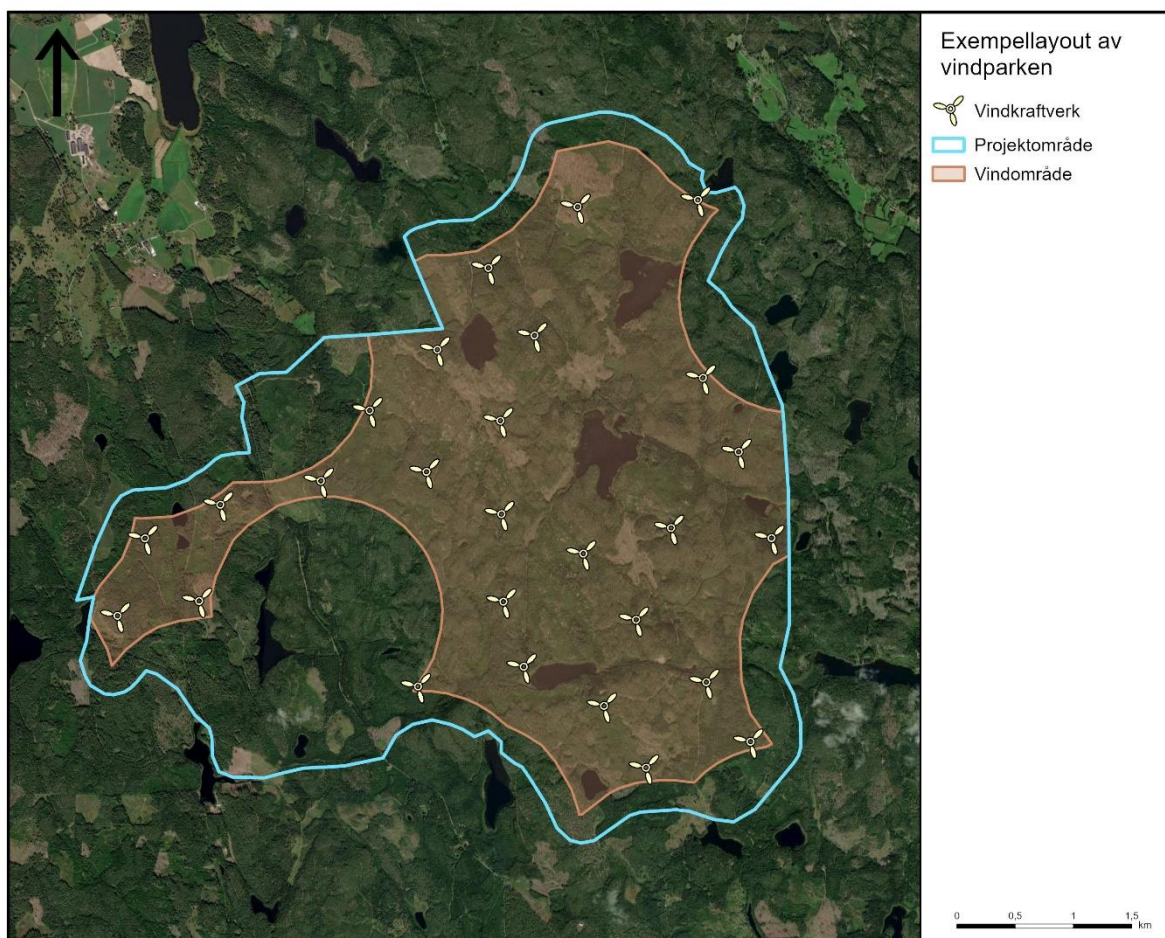 Exempellayout av
vindparken
Vindkraftverk
Projektområde
Vindområde
0 0,5 1 1,5
km